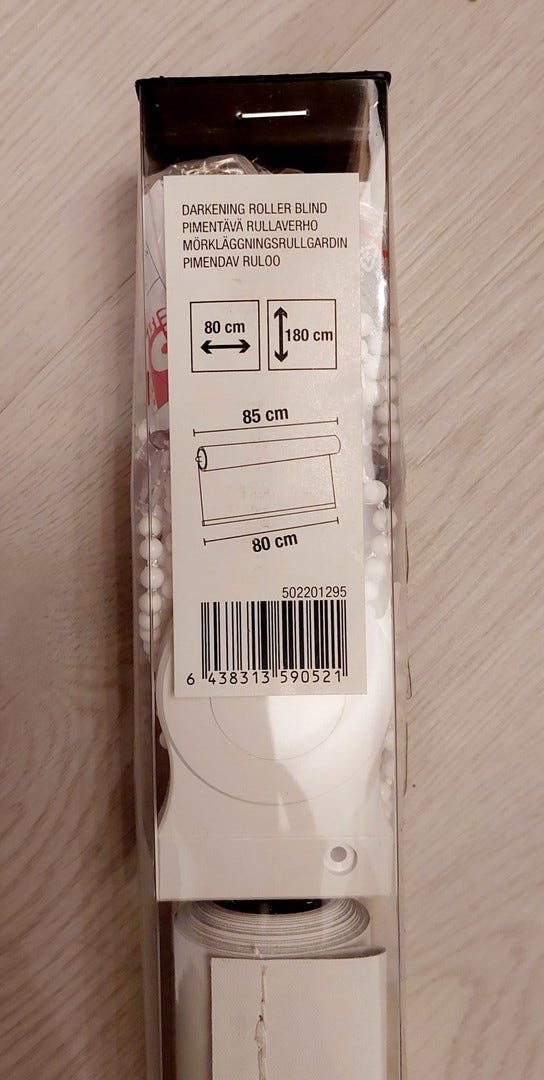 DARKENING ROLLER BLIND
PIMENTÄVÄ RULLAVERHO
MÖRKLÄGGNINGSRULLGARDIN
PIMENDAV RULOO
80 cm
180 cm
85 cm
80 cm
502201295
6 438313 590521